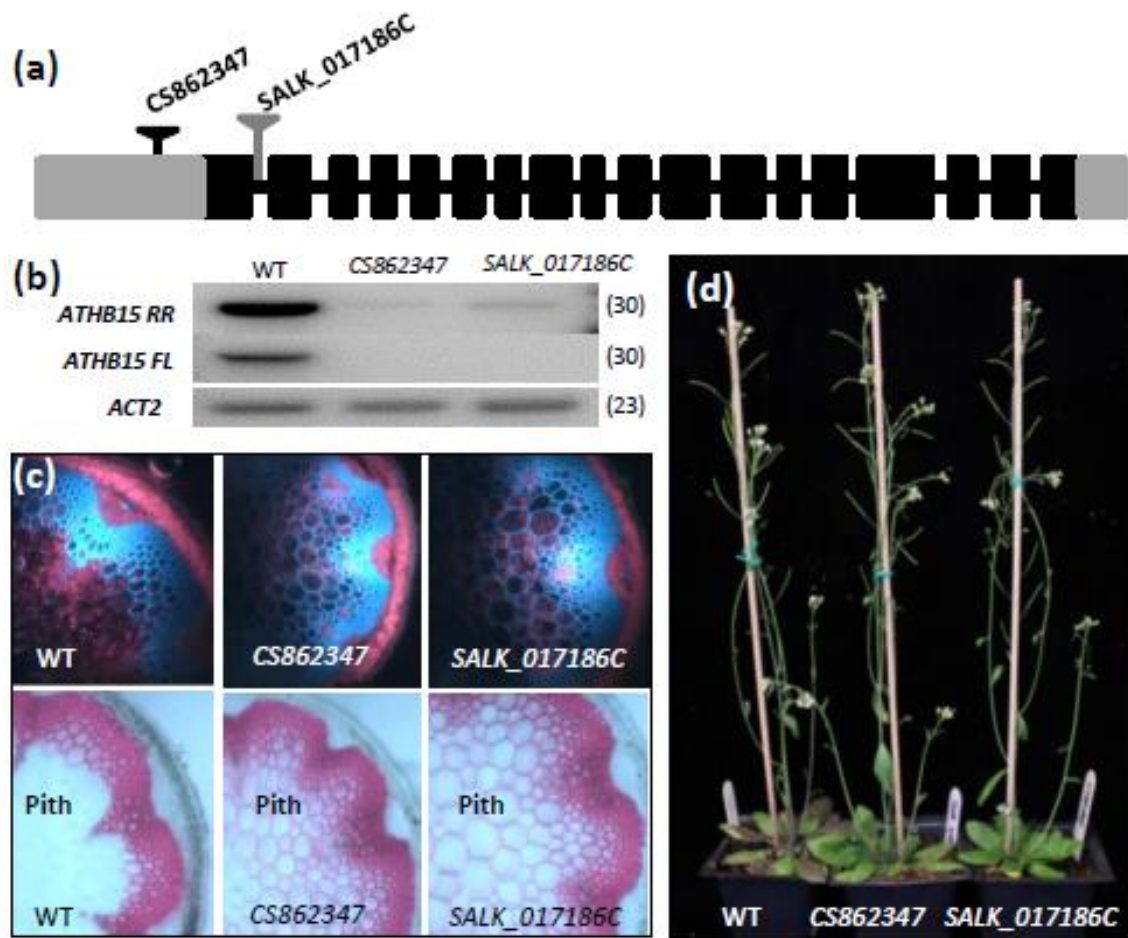 (a)
CS862347
SALK_017186C
(b)
WT CS862347 SALK_017186C
ATHB15 RR (30)
ATHB15 FL (30)
ACT2 (23)
(c)
WT CS862347 SALK_017186C
Pith Pith Pith
WT CS862347 SALK_017186C
(d)
WT CS862347 SALK_017186C